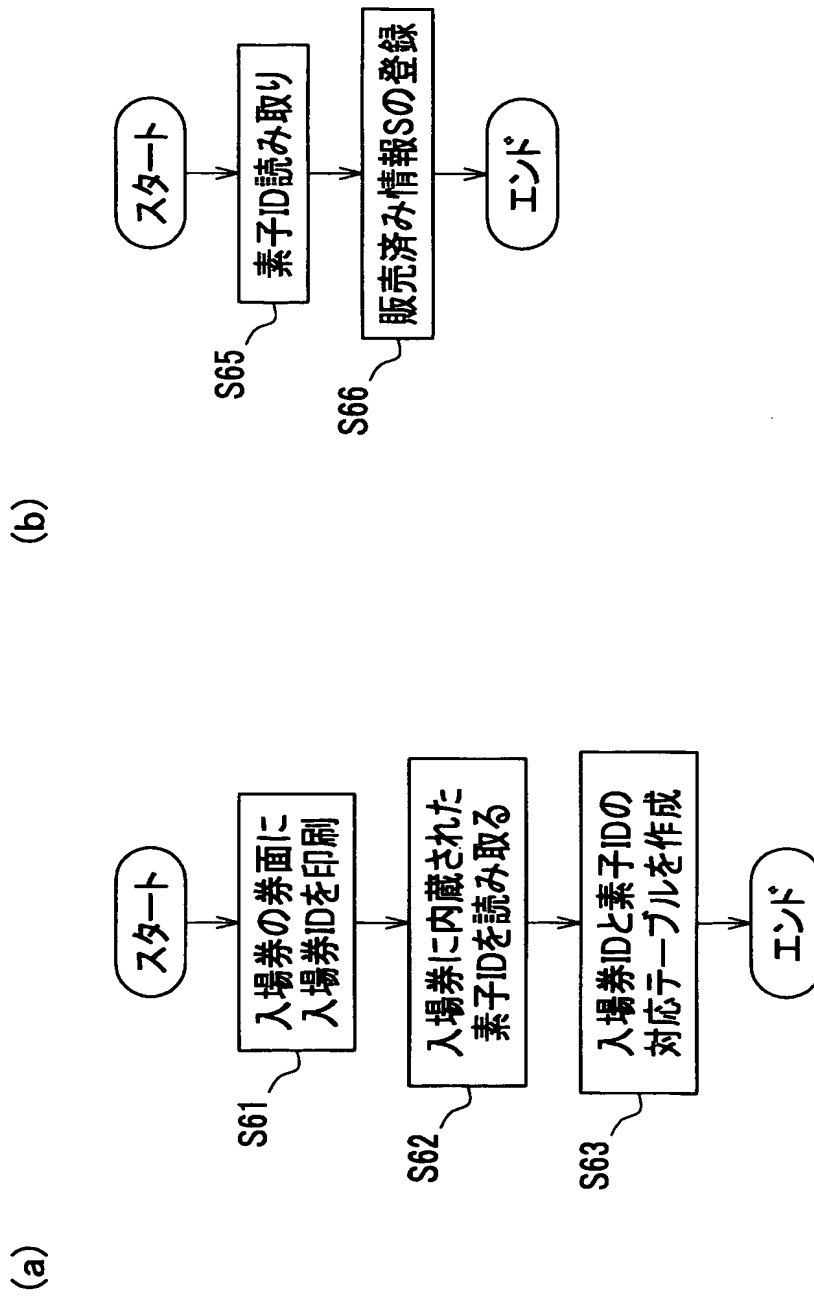 (a)
スタート
S61
入場券の券面に
入場券IDを印刷
S62
入場券に内蔵された
素子IDを読み取る
S63
入場券IDと素子IDの
対応テーブルを作成
エンド
(b)
スタート
S65
素子ID読み取り
S66
販売済み情報Sの登録
エンド